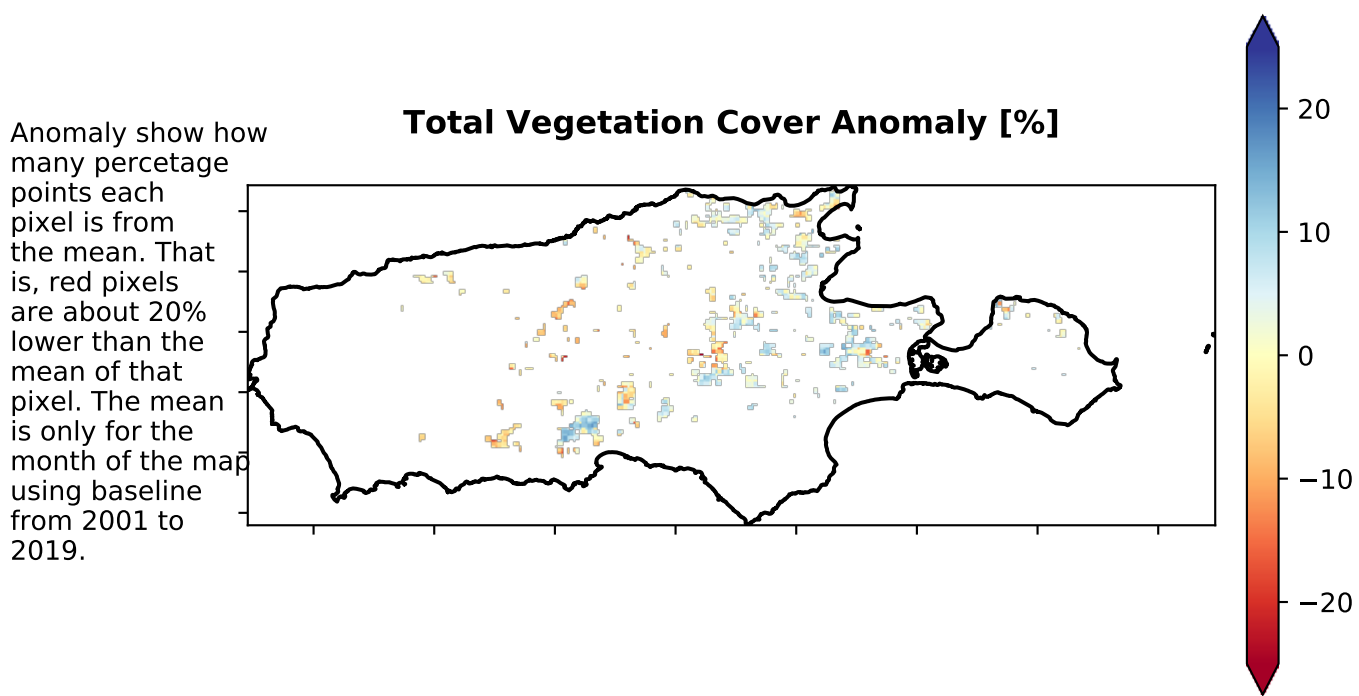 Total Vegetation Cover Anomaly [%]
Anomaly show how
many percetage
points each
pixel is from
the mean. That
is, red pixels
are about 20%
lower than the
mean of that
pixel. The mean
is only for the
month of the map
using baseline
from 2001 to
2019.
20
10
0
−10
−20